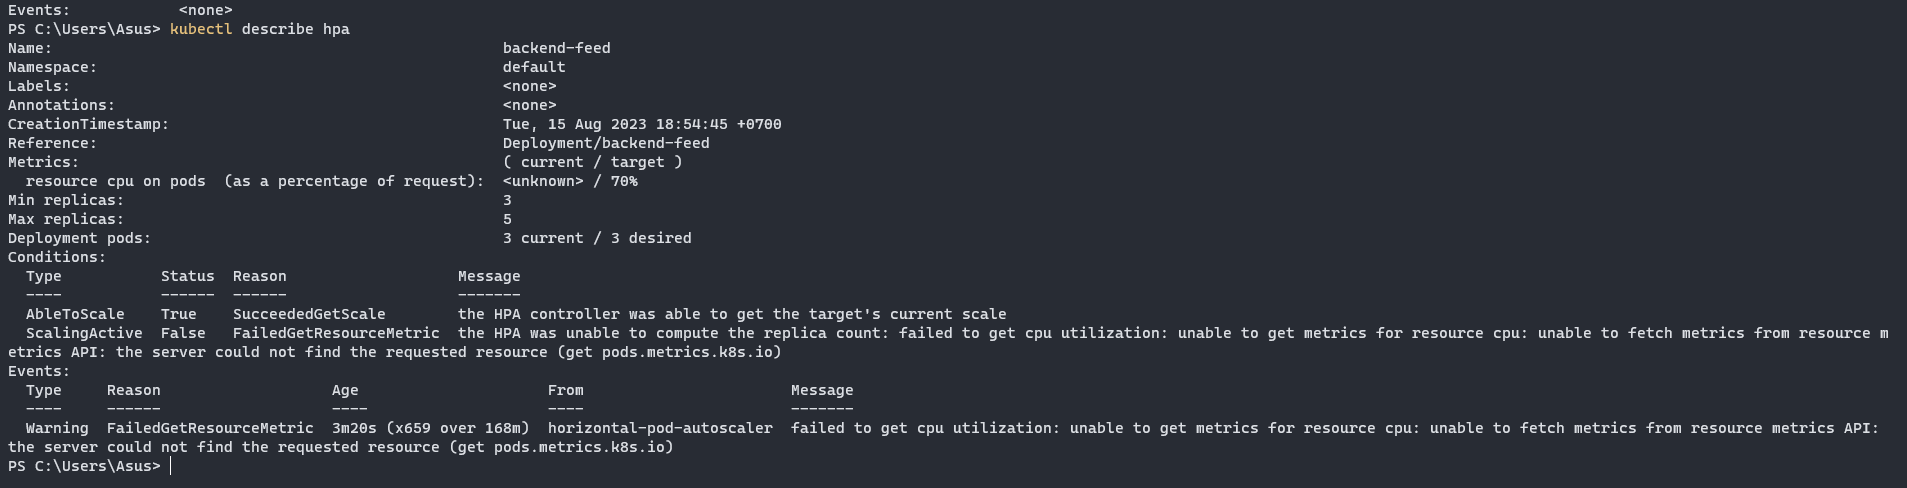 Events:            <none>
PS C:\Users\Asus> kubectl describe hpa
Name:                                                  backend-feed
Namespace:                                             default
Labels:                                                <none>
Annotations:                                           <none>
CreationTimestamp:                                     Tue, 15 Aug 2023 18:54:45 +0700
Reference:                                             Deployment/backend-feed
Metrics:                                               ( current / target )
  resource cpu on pods  (as a percentage of request):  <unknown> / 70%
Min replicas:                                          3
Max replicas:                                          5
Deployment pods:                                       3 current / 3 desired
Conditions:
  Type           Status  Reason                   Message
  ----           ------  ------                   -------
  AbleToScale    True    SucceededGetScale        the HPA controller was able to get the target's current scale
  ScalingActive  False   FailedGetResourceMetric  the HPA was unable to compute the replica count: failed to get cpu utilization: unable to get metrics for resource cpu: unable to fetch metrics from resource m
etrics API: the server could not find the requested resource (get pods.metrics.k8s.io)
Events:
  Type     Reason                   Age                     From                       Message
  ----     ------                   ----                    ----                       -------
  Warning  FailedGetResourceMetric  3m20s (x659 over 168m)  horizontal-pod-autoscaler  failed to get cpu utilization: unable to get metrics for resource cpu: unable to fetch metrics from resource metrics API:
the server could not find the requested resource (get pods.metrics.k8s.io)
PS C:\Users\Asus>